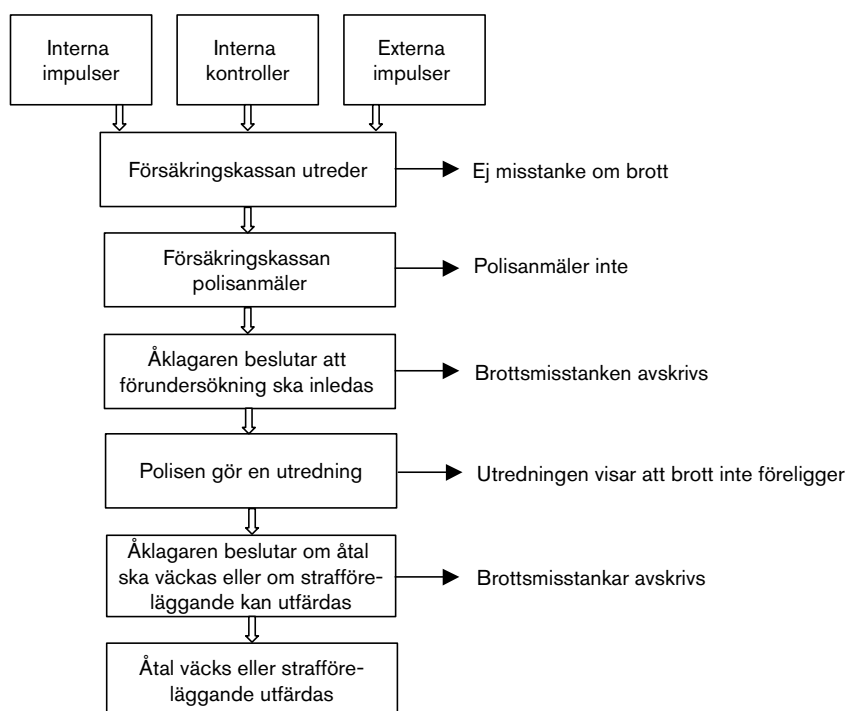 Interna
impulser
Interna
kontroller
Externa
impulser
Försäkringskassan utreder
Ej misstanke om brott
Försäkringskassan
polisanmäler
Polisanmäler inte
Åklagaren beslutar att
förundersökning ska inledas
Brottsmisstanken avskrivs
Polisen gör en utredning
Utredningen visar att brott inte föreligger
Åklagaren beslutar om åtal
ska väckas eller om strafföre-
läggande kan utfärdas
Brottsmisstankar avskrivs
Åtal väcks eller strafföre-
läggande utfärdas